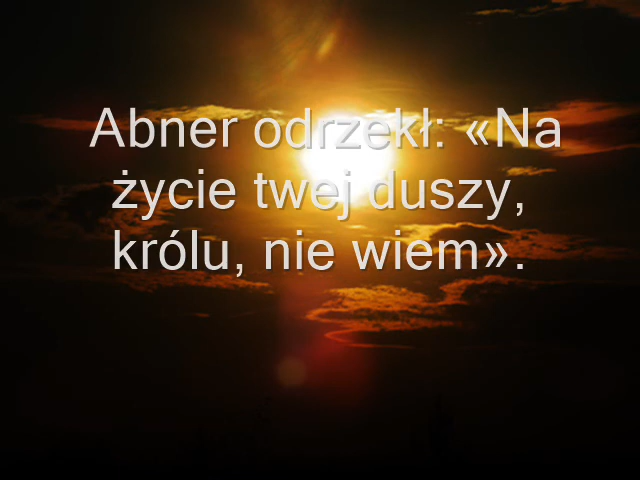 Abner odrzekł: «Na
życie twej duszy,
królu, nie wiem».